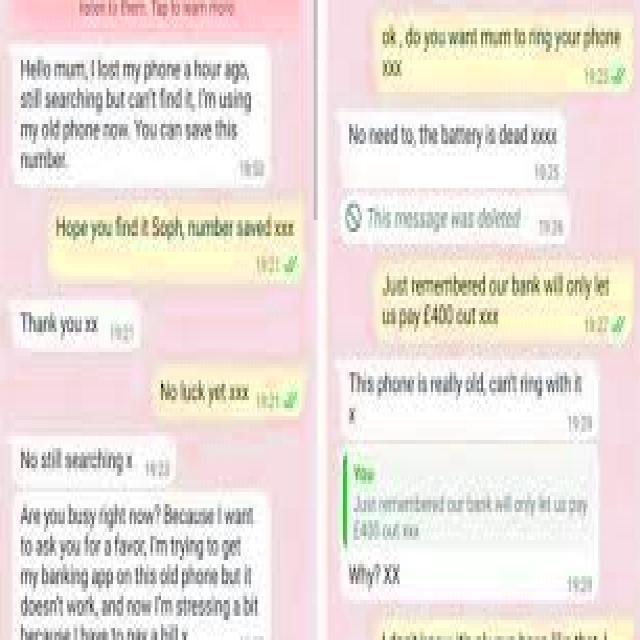 listen to them. Tap to learn more.
Hello mum, I lost my phone a hour ago,
still searching but can't find it, I'm using
my old phone now. You can save this
number.
19:03
Hope you find it Soph, number saved xxx
19:21
Thank you xx 19:21
No luck yet xxx 19:21
No still searching x 19:23
Are you busy right now? Because I want
to ask you for a favor, I'm trying to get
my banking app on this old phone but it
doesn't work, and now I'm stressing a bit
because I have to pay a bill x
ok , do you want mum to ring your phone
xxx
19:25
No need to, the battery is dead xxxx
19:25
This message was deleted 19:26
Just remembered our bank will only let
us pay £400 out xxx
19:27
This phone is really old, can't ring with it
x
19:29
You
Just remembered our bank will only let us pay
£400 out xxx
Why? XX
19:29